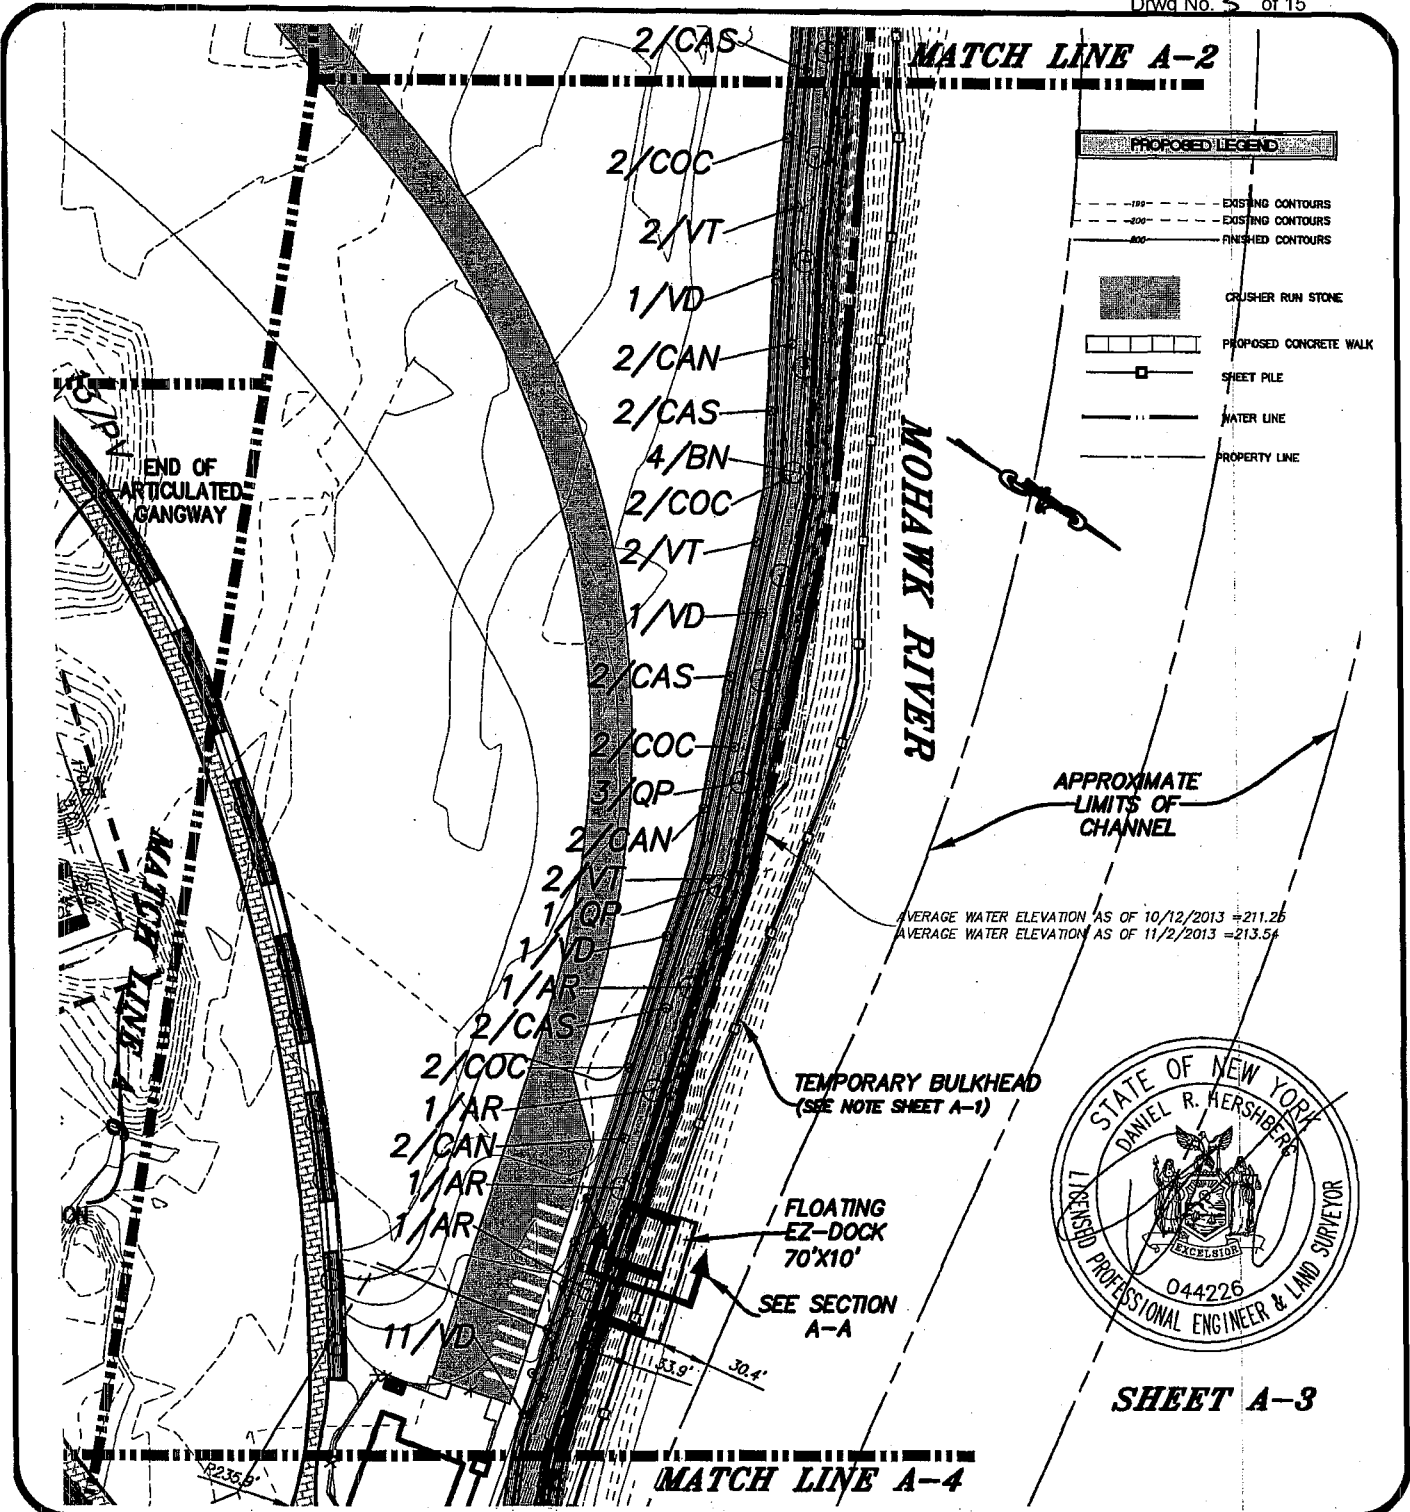 Drwg No. 5 of 15
2/CAS
MATCH LINE A-2
PROPOSED LEGEND
2/COC
199
EXISTING CONTOURS
200
EXISTING CONTOURS
2/VT
FINISHED CONTOURS
1/VD
CRUSHER RUN STONE
2/CAN
PROPOSED CONCRETE WALK
SHEET PILE
2/CAS
WATER LINE
4/BN
PROPERTY LINE
END OF
ARTICULATED
GANGWAY
2/COC
2/VT
MOHAWK RIVER
1/VD
2/CAS
2/COC
3/QP
APPROXIMATE
LIMITS OF
CHANNEL
2/CAN
2/VT
1/QP
AVERAGE WATER ELEVATION AS OF 10/12/2013 =211.26
AVERAGE WATER ELEVATION AS OF 11/2/2013 =213.54
1/VD
1/AR
MATCH LINE A-6
2/CAS
2/COC
TEMPORARY BULKHEAD
(SEE NOTE SHEET A-1)
1/AR
2/CAN
1/AR
1/AR
FLOATING
EZ-DOCK
70'X10'
SEE SECTION
A-A
11/VD
33.9'
30.4'
STATE OF NEW YORK
DANIEL R. HERSHBERG
EXCELSIOR
044226
LICENSED PROFESSIONAL ENGINEER & LAND SURVEYOR
SHEET A-3
R235.9'
MATCH LINE A-4